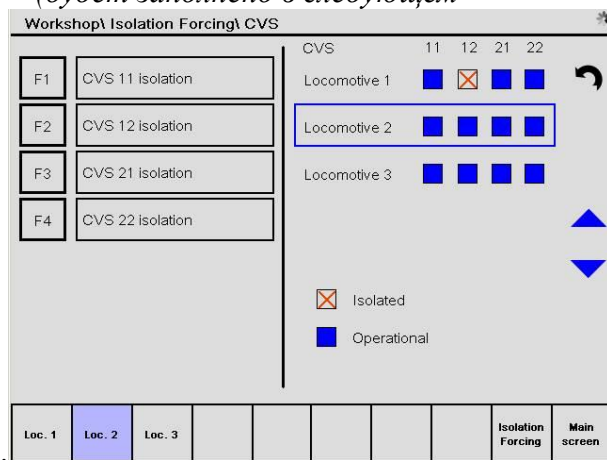 Workshop\ Isolation Forcing\ CVS
F1 CVS 11 isolation
F2 CVS 12 isolation
F3 CVS 21 isolation
F4 CVS 22 isolation
CVS 11 12 21 22
Locomotive 1
Locomotive 2
Locomotive 3
Isolated
Operational
Loc. 1 Loc. 2 Loc. 3 Isolation Forcing Main screen